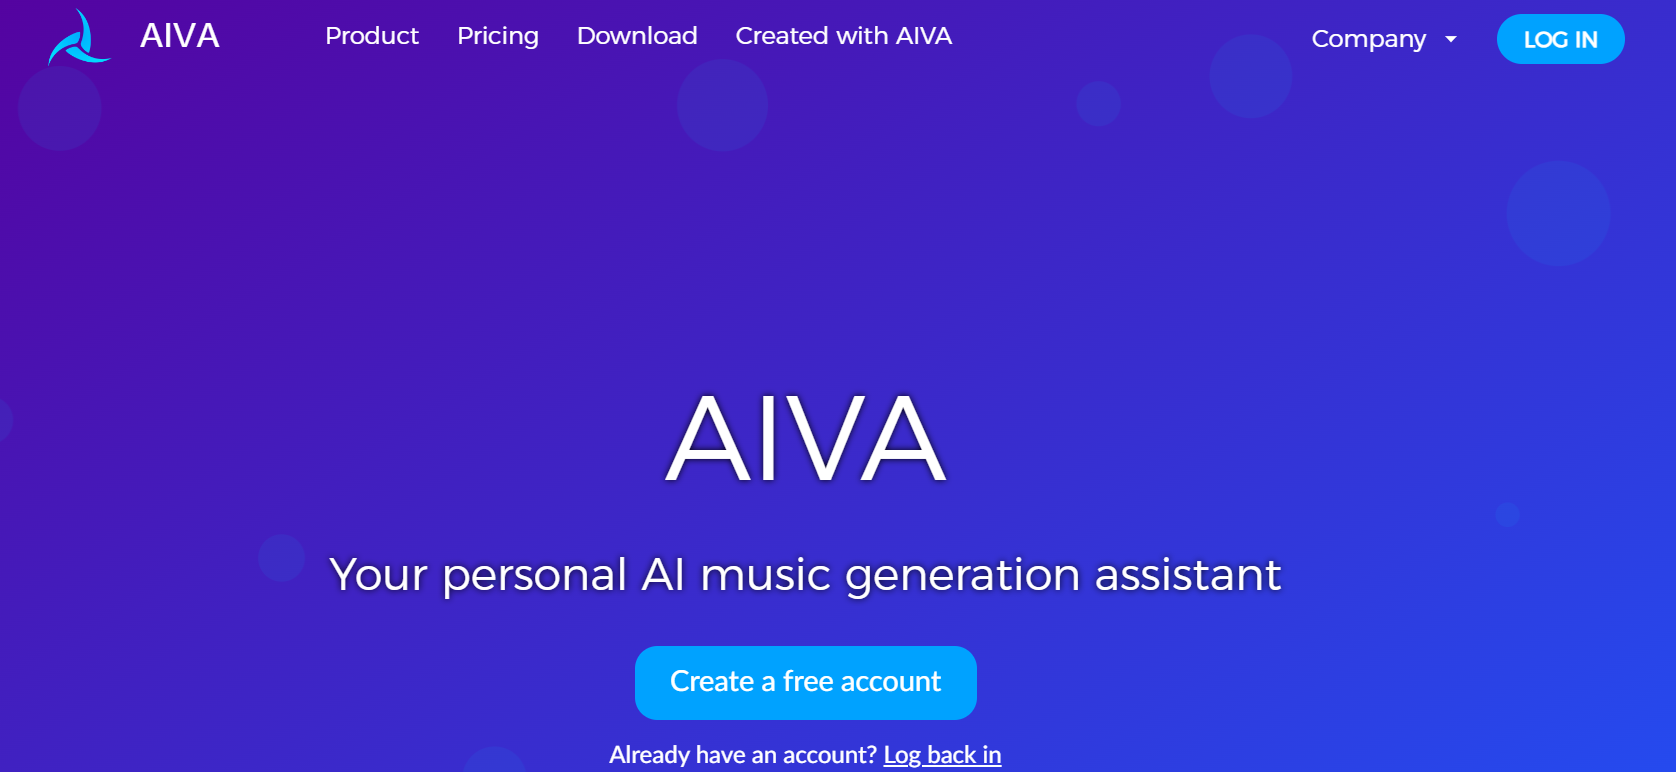 AIVA Product Pricing Download Created with AIVA Company LOG IN
AIVA
Your personal AI music generation assistant
Create a free account
Already have an account? Log back in